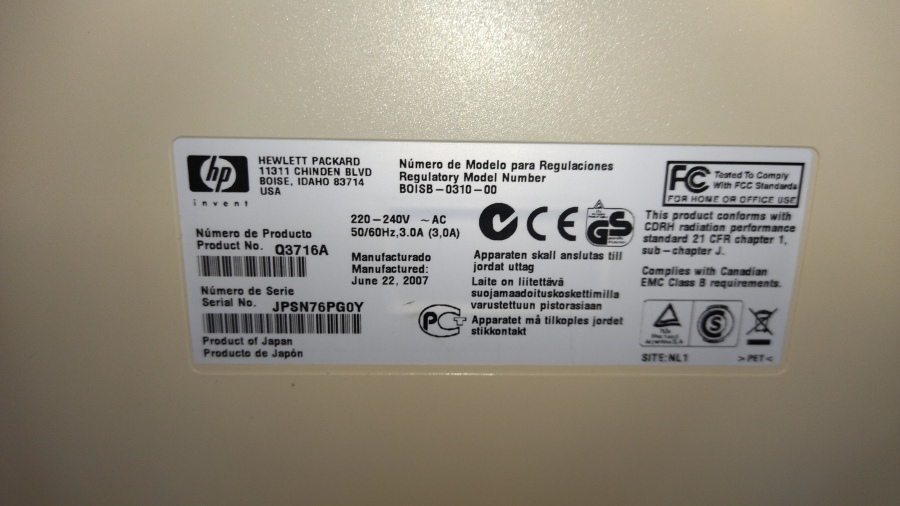 hp
invent
HEWLETT PACKARD
11311 CHINDEN BLVD
BOISE, IDAHO 83714
USA
Número de Modelo para Regulaciones
Regulatory Model Number
BOISB-0310-00
FC Tested To Comply
With FCC Standards
FOR HOME OR OFFICE USE
Número de Producto
Product No. Q3716A
Número de Serie
Serial No. JPSN76PG0Y
Product of Japan
Producto de Japón
220-240V ~ AC
50/60Hz,3.0A (3,0A)
Manufacturado
Manufactured:
June 22, 2007
CE
GS
Apparaten skall anslutas till
jordat uttag
Laite on liitettävä
suojamaadoituskoskettimilla
varustettuun pistorasiaan
Apparatet må tilkoples jordet
stikkontakt
This product conforms with
CDRH radiation performance
standard 21 CFR chapter 1,
sub-chapter J.
Complies with Canadian
EMC Class B requirements.
S
SITE:NL1
>PET<